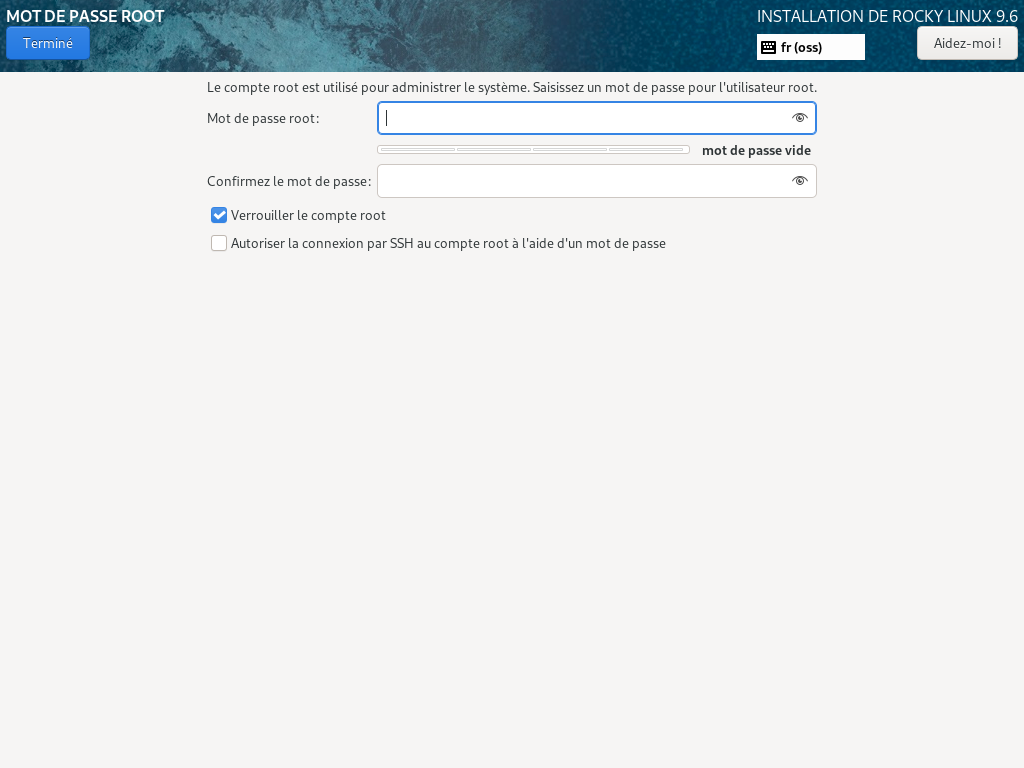 MOT DE PASSE ROOT
INSTALLATION DE ROCKY LINUX 9.6
Terminé
fr (oss)
Aidez-moi !
Le compte root est utilisé pour administrer le système. Saisissez un mot de passe pour l'utilisateur root.
Mot de passe root :
mot de passe vide
Confirmez le mot de passe :
Verrouiller le compte root
Autoriser la connexion par SSH au compte root à l'aide d'un mot de passe